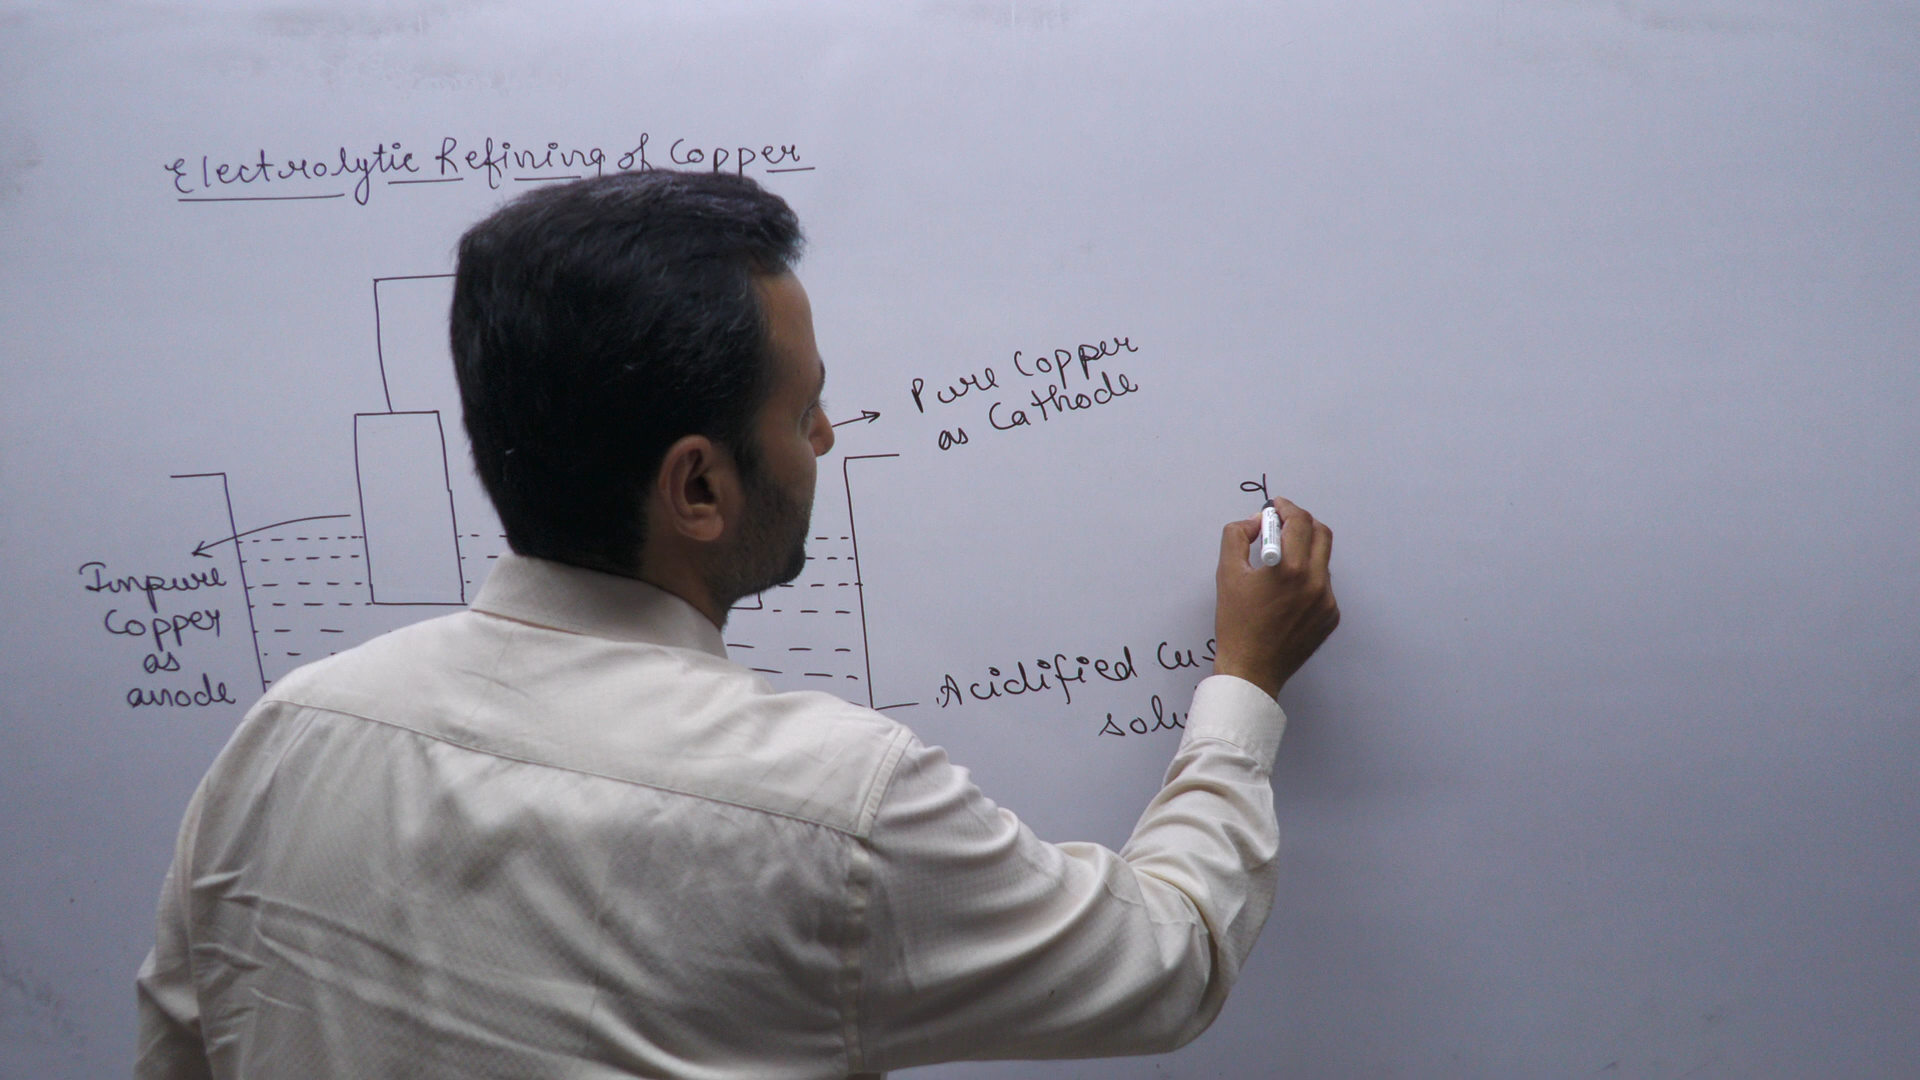 Electrolytic Refining of Copper
Pure Copper
as Cathode
Impure
Copper
as
anode
Acidified